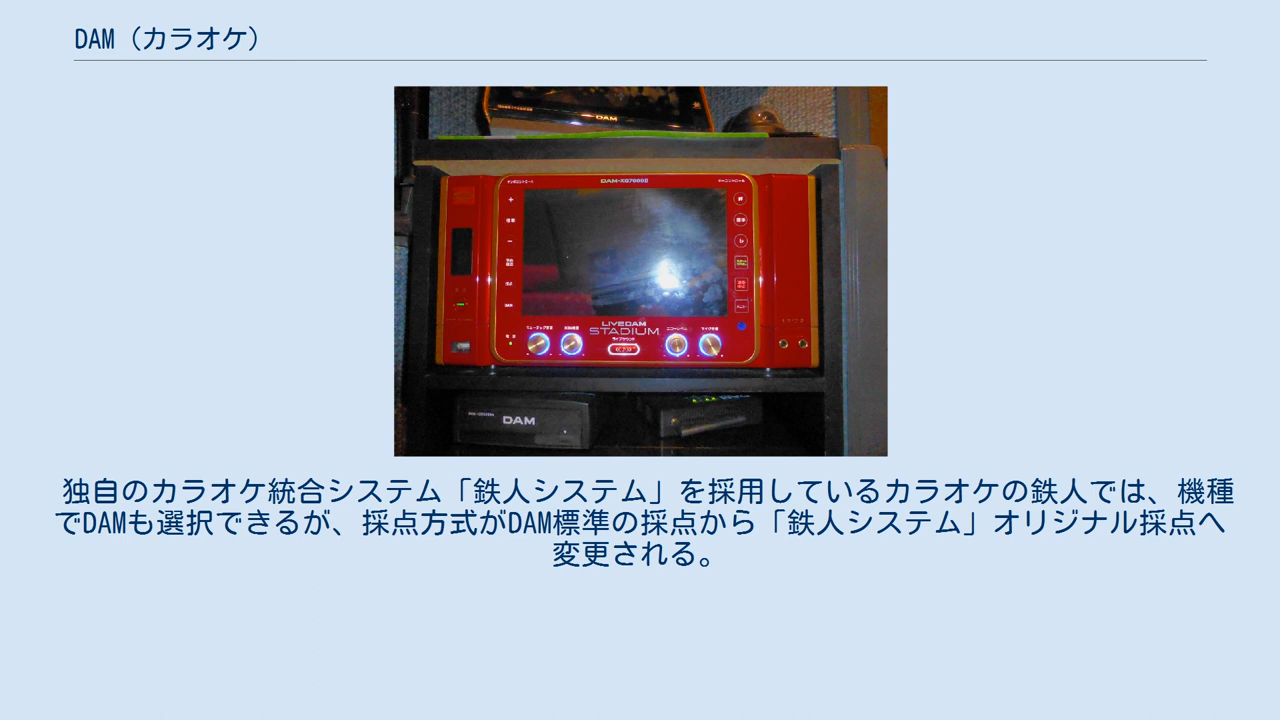 DAM（カラオケ）
DAM
DAM-XG7000Ⅱ
LIVEDAM
STADIUM
DAM
独自のカラオケ統合システム「鉄人システム」を採用しているカラオケの鉄人では、機種
でDAMも選択できるが、採点方式がDAM標準の採点から「鉄人システム」オリジナル採点へ
変更される。